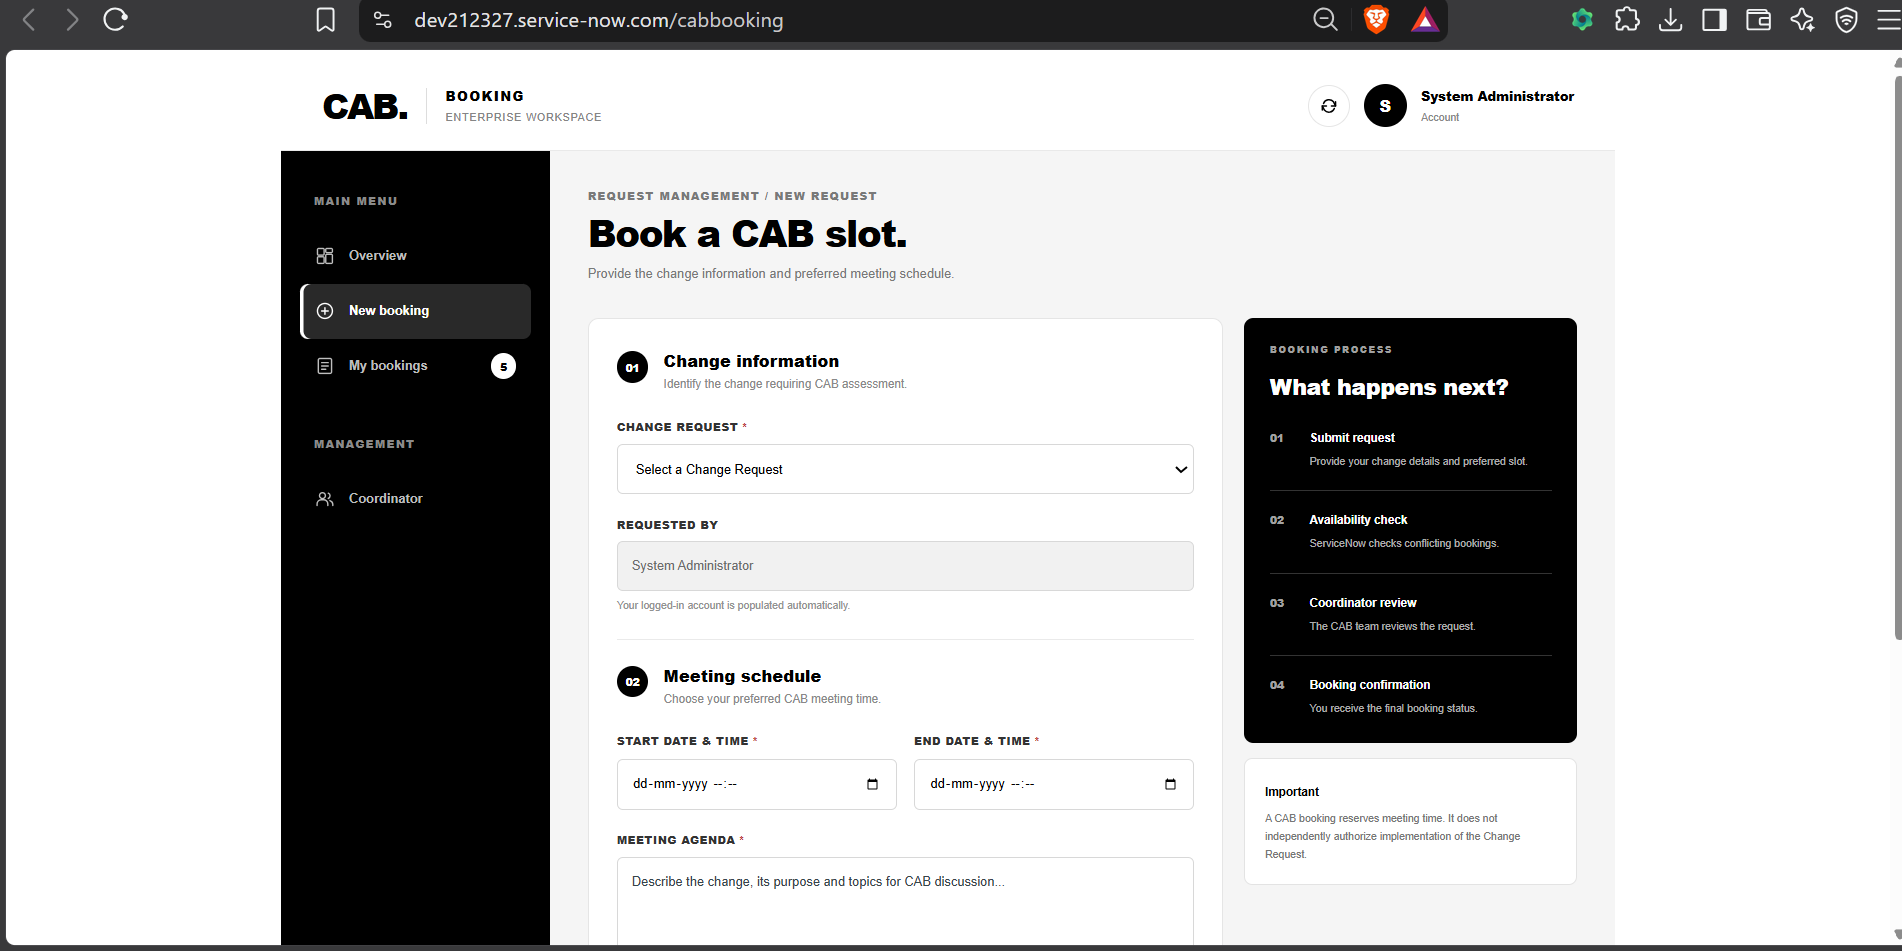 dev212327.service-now.com/cabbooking
CAB.
BOOKING
ENTERPRISE WORKSPACE
S
System Administrator
Account
MAIN MENU
Overview
New booking
My bookings
5
MANAGEMENT
Coordinator
REQUEST MANAGEMENT / NEW REQUEST
Book a CAB slot.
Provide the change information and preferred meeting schedule.
01
Change information
Identify the change requiring CAB assessment.
CHANGE REQUEST *
Select a Change Request
REQUESTED BY
System Administrator
Your logged-in account is populated automatically.
02
Meeting schedule
Choose your preferred CAB meeting time.
START DATE & TIME *
END DATE & TIME *
dd-mm-yyyy --:--
dd-mm-yyyy --:--
MEETING AGENDA *
Describe the change, its purpose and topics for CAB discussion...
BOOKING PROCESS
What happens next?
01
Submit request
Provide your change details and preferred slot.
02
Availability check
ServiceNow checks conflicting bookings.
03
Coordinator review
The CAB team reviews the request.
04
Booking confirmation
You receive the final booking status.
Important
A CAB booking reserves meeting time. It does not
independently authorize implementation of the Change
Request.